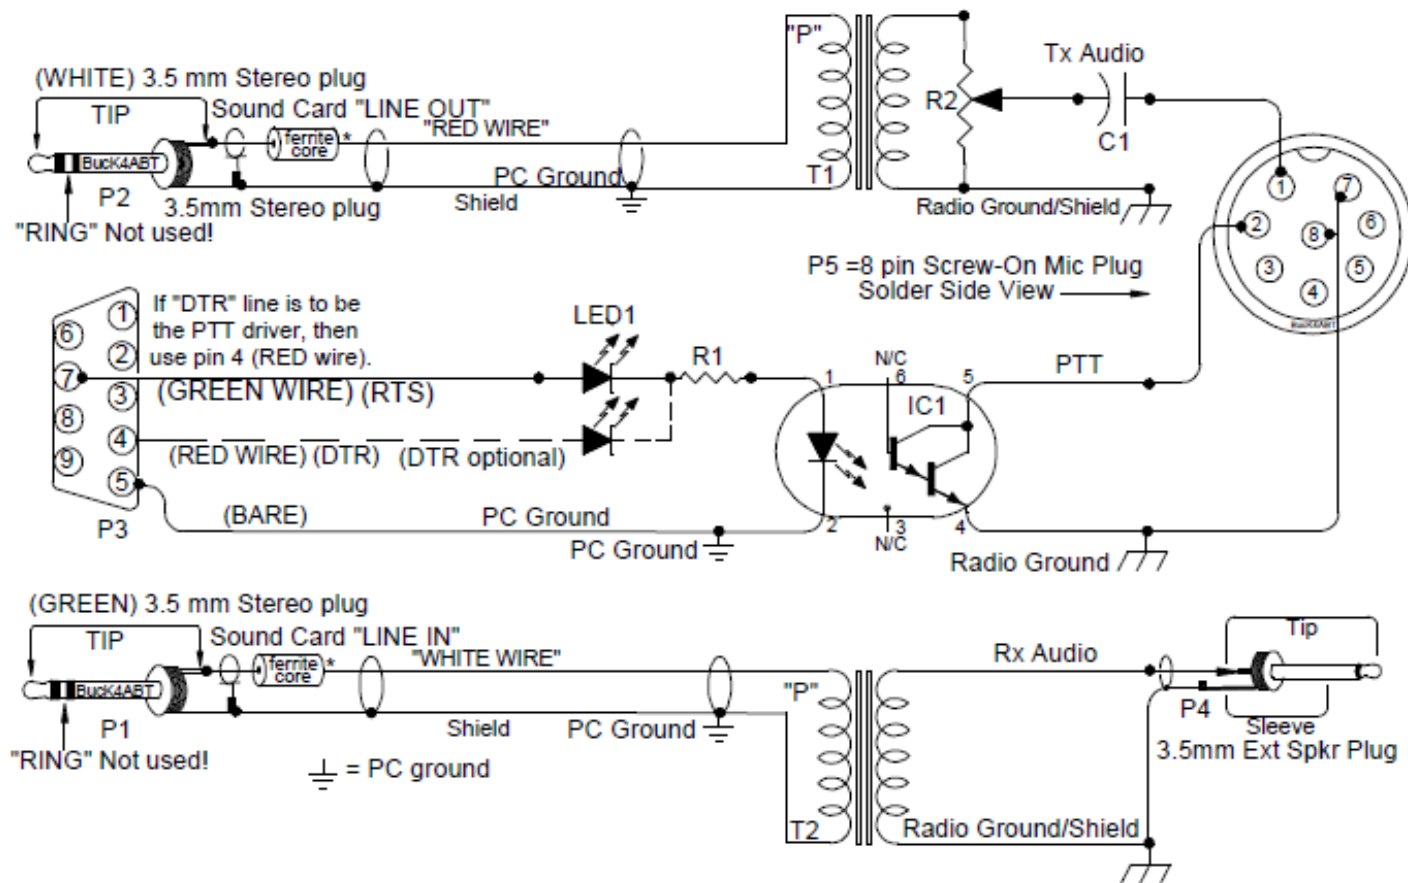 (WHITE) 3.5 mm Stereo plug
TIP
Sound Card "LINE OUT"
ferrite
core
*
"RED WIRE"
BucK4ABT
P2
PC Ground
3.5mm Stereo plug
Shield
"RING" Not used!
"P"
T1
R2
Tx Audio
C1
Radio Ground/Shield
1
7
2
8
6
3
5
4
BucK4ABT
P5 =8 pin Screw-On Mic Plug
Solder Side View
If "DTR" line is to be
the PTT driver, then
use pin 4 (RED wire).
1
6
2
7
3
8
4
9
5
P3
(GREEN WIRE) (RTS)
(RED WIRE) (DTR)
(DTR optional)
(BARE)
PC Ground
PC Ground
LED1
R1
N/C
1
6
5
IC1
2
3
4
N/C
PTT
Radio Ground
(GREEN) 3.5 mm Stereo plug
TIP
Sound Card "LINE IN"
ferrite
core
*
"WHITE WIRE"
BucK4ABT
P1
Shield
PC Ground
"RING" Not used!
= PC ground
"P"
T2
Rx Audio
Radio Ground/Shield
Tip
P4
Sleeve
3.5mm Ext Spkr Plug